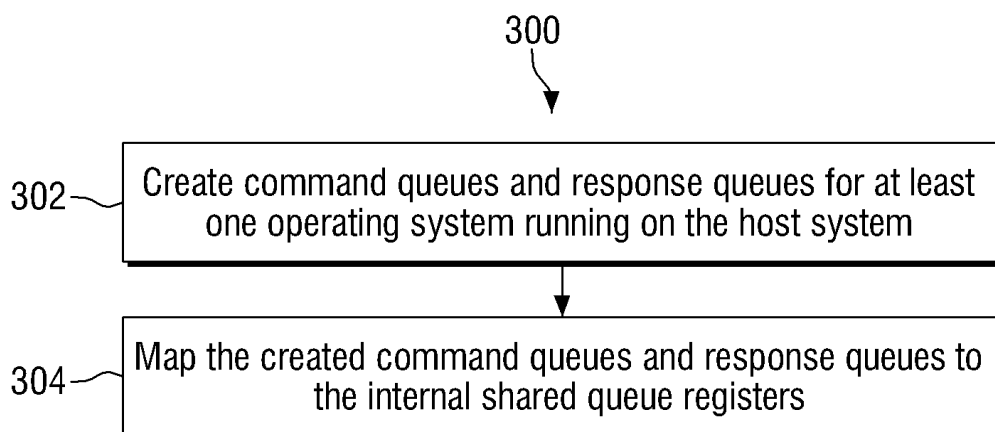 300
302
Create command queues and response queues for at least
one operating system running on the host system
304
Map the created command queues and response queues to
the internal shared queue registers